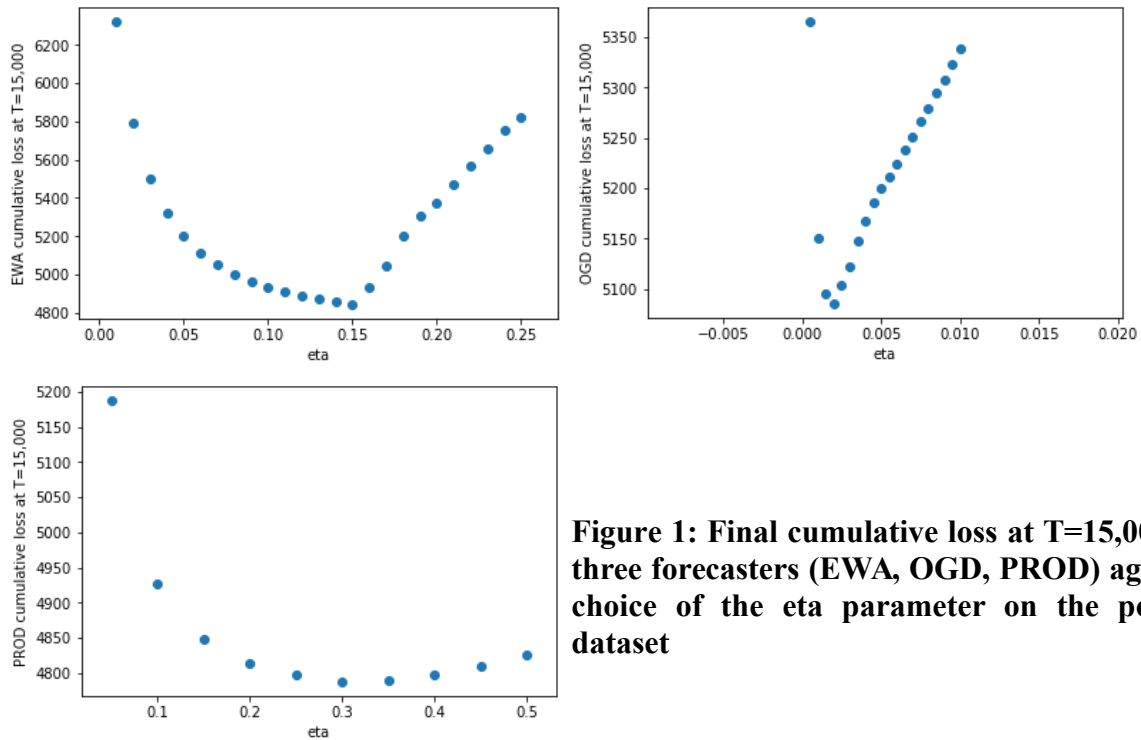 EWA cumulative loss at T=15,000
6200
6000
5800
5600
5400
5200
5000
4800
0.00 0.05 0.10 0.15 0.20 0.25
eta
OGD cumulative loss at T=15,000
5350
5300
5250
5200
5150
5100
−0.005 0.000 0.005 0.010 0.015 0.020
eta
PROD cumulative loss at T=15,000
5200
5150
5100
5050
5000
4950
4900
4850
4800
0.1 0.2 0.3 0.4 0.5
eta
Figure 1: Final cumulative loss at T=15,00
three forecasters (EWA, OGD, PROD) ag
choice of the eta parameter on the po
dataset